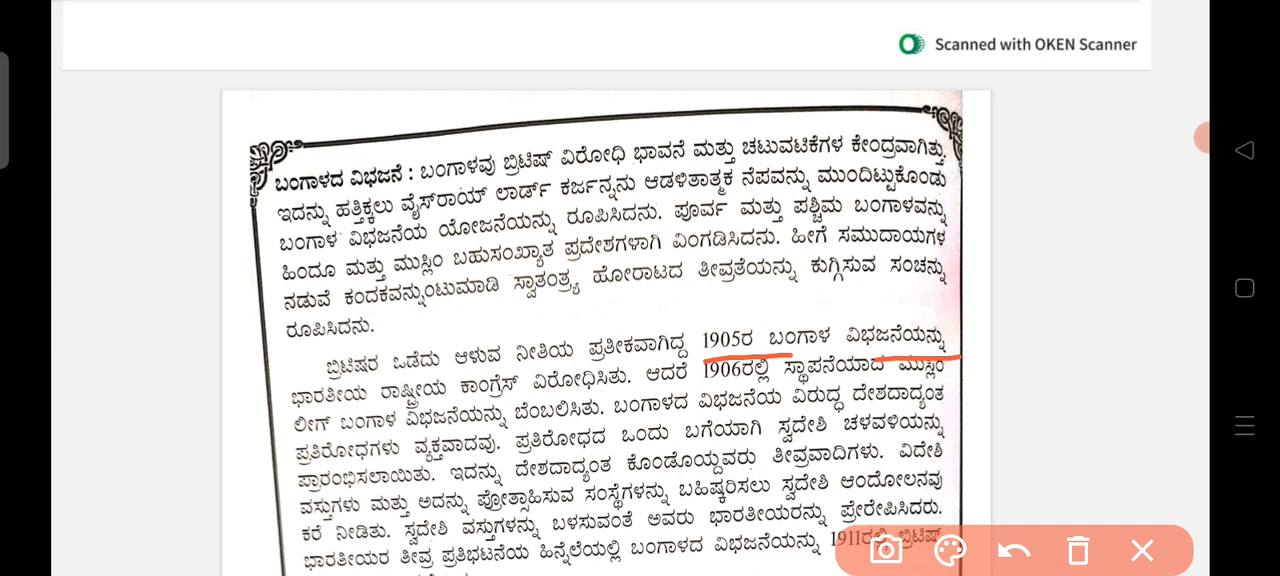 Scanned with OKEN Scanner
ಬಂಗಾಳದ ವಿಭಜನೆ : ಬಂಗಾಳವು ಬ್ರಿಟಿಷ್ ವಿರೋಧಿ ಭಾವನೆ ಮತ್ತು ಚಟುವಟಿಕೆಗಳ ಕೇಂದ್ರವಾಗಿತ್ತು.
ಇದನ್ನು ಹತ್ತಿಕ್ಕಲು ವೈಸ್‌ರಾಯ್ ಲಾರ್ಡ್ ಕರ್ಜನ್ನನು ಆಡಳಿತಾತ್ಮಕ ನೆಪವನ್ನು ಮುಂದಿಟ್ಟುಕೊಂಡು
ಬಂಗಾಳ ವಿಭಜನೆಯ ಯೋಜನೆಯನ್ನು ರೂಪಿಸಿದನು. ಪೂರ್ವ ಮತ್ತು ಪಶ್ಚಿಮ ಬಂಗಾಳವನ್ನು
ಹಿಂದೂ ಮತ್ತು ಮುಸ್ಲಿಂ ಬಹುಸಂಖ್ಯಾತ ಪ್ರದೇಶಗಳಾಗಿ ವಿಂಗಡಿಸಿದನು. ಹೀಗೆ ಸಮುದಾಯಗಳ
ನಡುವೆ ಕಂದಕವನ್ನುಂಟುಮಾಡಿ ಸ್ವಾತಂತ್ರ್ಯ ಹೋರಾಟದ ತೀವ್ರತೆಯನ್ನು ಕುಗ್ಗಿಸುವ ಸಂಚನ್ನು
ರೂಪಿಸಿದನು.
ಬ್ರಿಟಿಷರ ಒಡೆದು ಆಳುವ ನೀತಿಯ ಪ್ರತೀಕವಾಗಿದ್ದ 1905ರ ಬಂಗಾಳ ವಿಭಜನೆಯನ್ನು
ಭಾರತೀಯ ರಾಷ್ಟ್ರೀಯ ಕಾಂಗ್ರೆಸ್ ವಿರೋಧಿಸಿತು. ಆದರೆ 1906ರಲ್ಲಿ ಸ್ಥಾಪನೆಯಾದ ಮುಸ್ಲಿಂ
ಲೀಗ್ ಬಂಗಾಳ ವಿಭಜನೆಯನ್ನು ಬೆಂಬಲಿಸಿತು. ಬಂಗಾಳದ ವಿಭಜನೆಯ ವಿರುದ್ಧ ದೇಶದಾದ್ಯಂತ
ಪ್ರತಿರೋಧಗಳು ವ್ಯಕ್ತವಾದವು. ಪ್ರತಿರೋಧದ ಒಂದು ಬಗೆಯಾಗಿ ಸ್ವದೇಶಿ ಚಳವಳಿಯನ್ನು
ಪ್ರಾರಂಭಿಸಲಾಯಿತು. ಇದನ್ನು ದೇಶದಾದ್ಯಂತ ಕೊಂಡೊಯ್ದವರು ತೀವ್ರವಾದಿಗಳು. ವಿದೇಶಿ
ವಸ್ತುಗಳು ಮತ್ತು ಅದನ್ನು ಪ್ರೋತ್ಸಾಹಿಸುವ ಸಂಸ್ಥೆಗಳನ್ನು ಬಹಿಷ್ಕರಿಸಲು ಸ್ವದೇಶಿ ಆಂದೋಲನವು
ಕರೆ ನೀಡಿತು. ಸ್ವದೇಶಿ ವಸ್ತುಗಳನ್ನು ಬಳಸುವಂತೆ ಅವರು ಭಾರತೀಯರನ್ನು ಪ್ರೇರೇಪಿಸಿದರು.
ಭಾರತೀಯರ ತೀವ್ರ ಪ್ರತಿಭಟನೆಯ ಹಿನ್ನೆಲೆಯಲ್ಲಿ ಬಂಗಾಳದ ವಿಭಜನೆಯನ್ನು 1911ರಲ್ಲಿ ಬ್ರಿಟಿಷ್